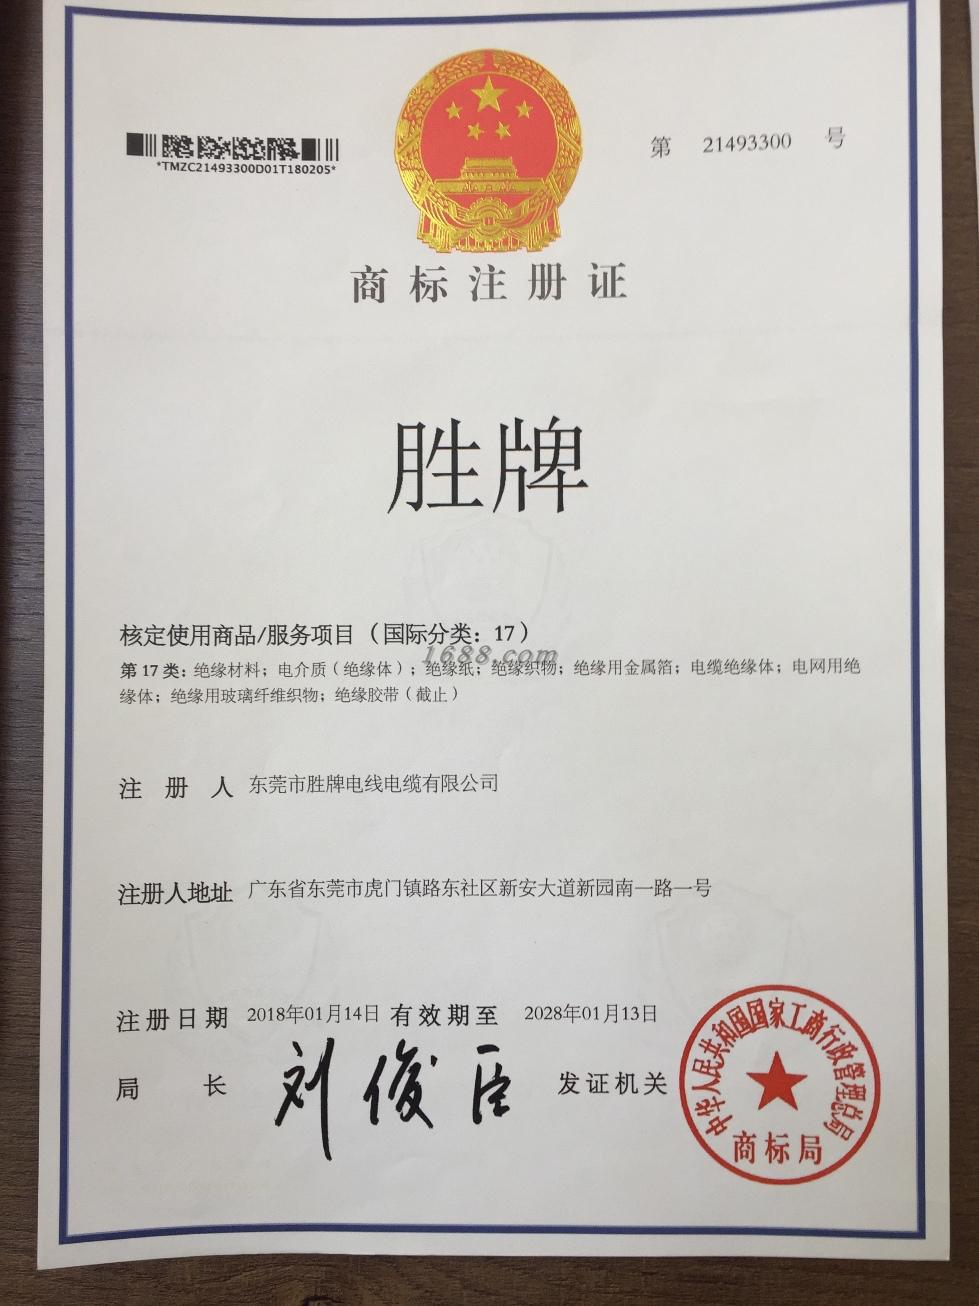 *TMZC21493300D01T180205*
第 21493300 号
商标注册证
胜牌
核定使用商品/服务项目（国际分类：17）
1688.com
第 17 类：绝缘材料；电介质（绝缘体）；绝缘纸；绝缘织物；绝缘用金属箔；电缆绝缘体；电网用绝
缘体；绝缘用玻璃纤维织物；绝缘胶带（截止）
注册人 东莞市胜牌电线电缆有限公司
注册人地址 广东省东莞市虎门镇路东社区新安大道新园南一路一号
注册日期 2018年01月14日 有效期至 2028年01月13日
局长 刘俊臣 发证机关
中华人民共和国国家工商行政管理总局
商标局